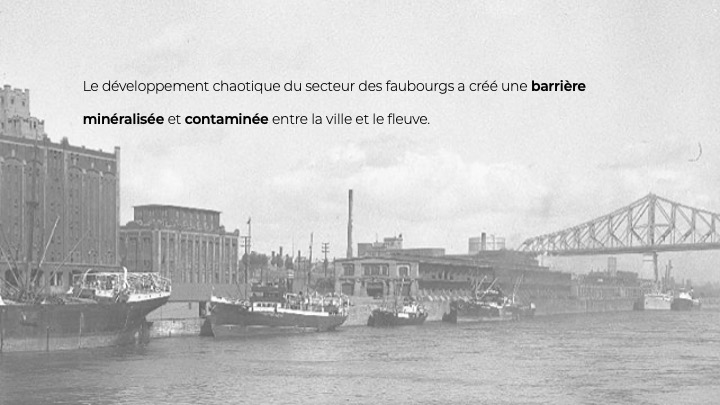 Le développement chaotique du secteur des faubourgs a créé une barrière
minéralisée et contaminée entre la ville et le fleuve.